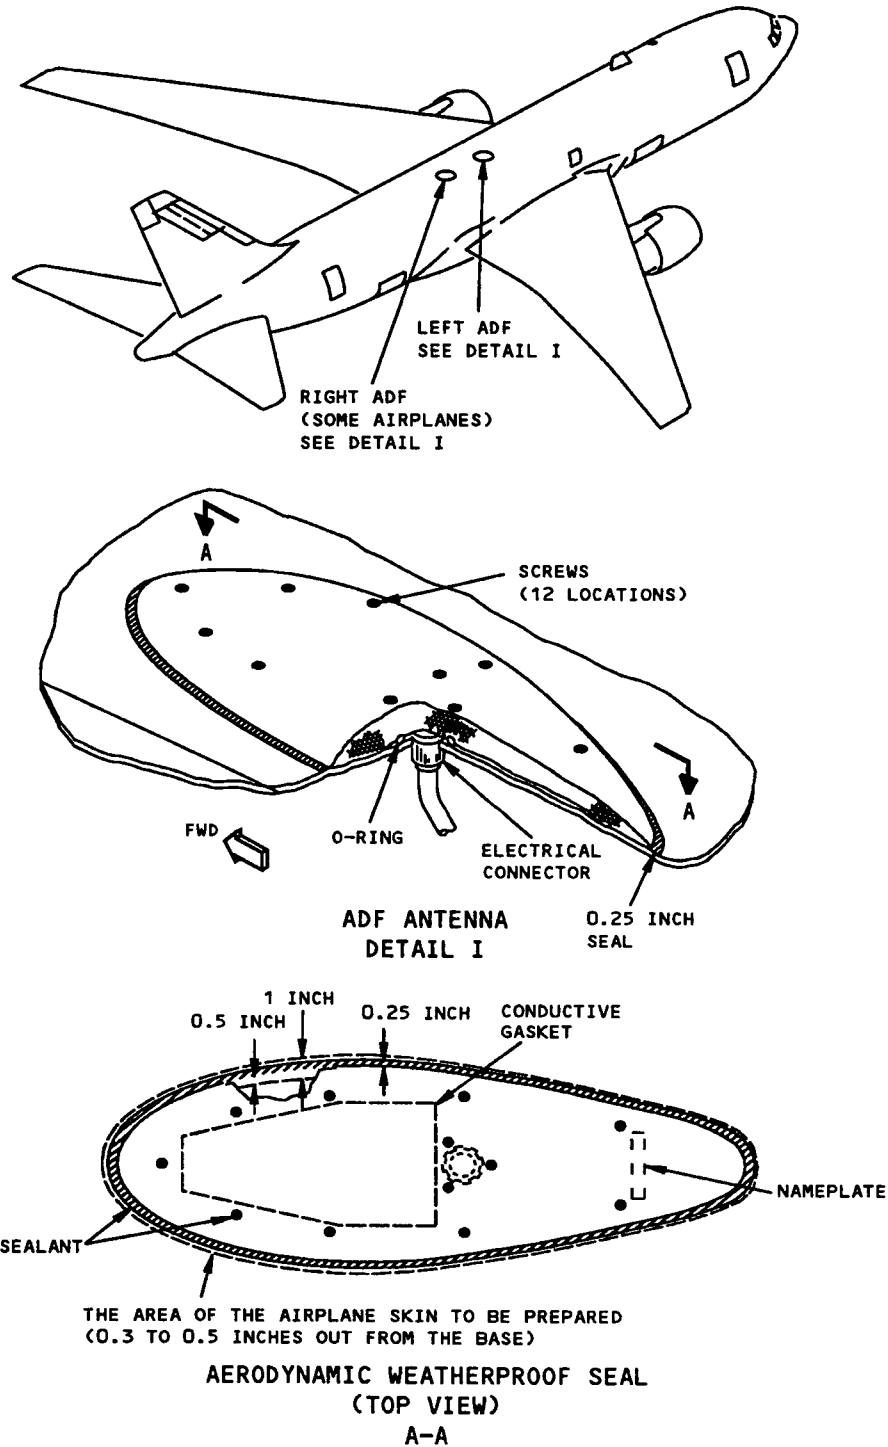 LEFT ADF
SEE DETAIL I
RIGHT ADF
(SOME AIRPLANES)
SEE DETAIL I
A
SCREWS
(12 LOCATIONS)
A
FWD
O-RING
ELECTRICAL
CONNECTOR
0.25 INCH
SEAL
ADF ANTENNA
DETAIL I
1 INCH
0.5 INCH
0.25 INCH
CONDUCTIVE
GASKET
NAMEPLATE
SEALANT
THE AREA OF THE AIRPLANE SKIN TO BE PREPARED
(0.3 TO 0.5 INCHES OUT FROM THE BASE)
AERODYNAMIC WEATHERPROOF SEAL
(TOP VIEW)
A-A